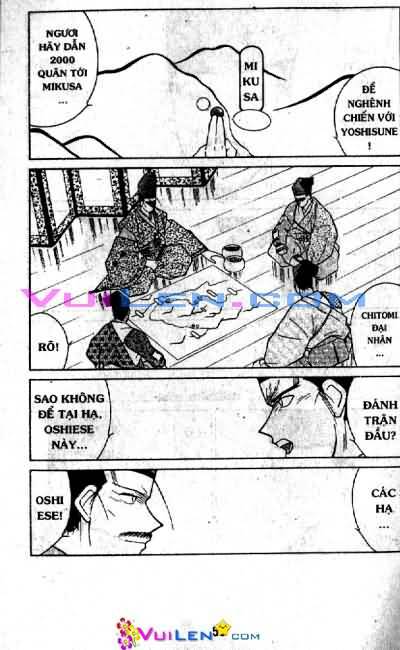 NGƯƠI
HÃY DẪN
2000
QUÂN TỚI
MIKUSA
...
MI
KU
SA
ĐỂ
NGHÊNH
CHIẾN VỚI
YOSHISUNE
!
VUILEN.COM
CHITOMI
ĐẠI
NHÂN
...
RÕ!
SAO KHÔNG
ĐỂ TẠI HẠ,
OSHIESE
NÀY...
ĐÁNH
TRẬN
ĐẦU?
OSHI
ESE!
CÁC
HẠ
...
5
VUILEN.COM